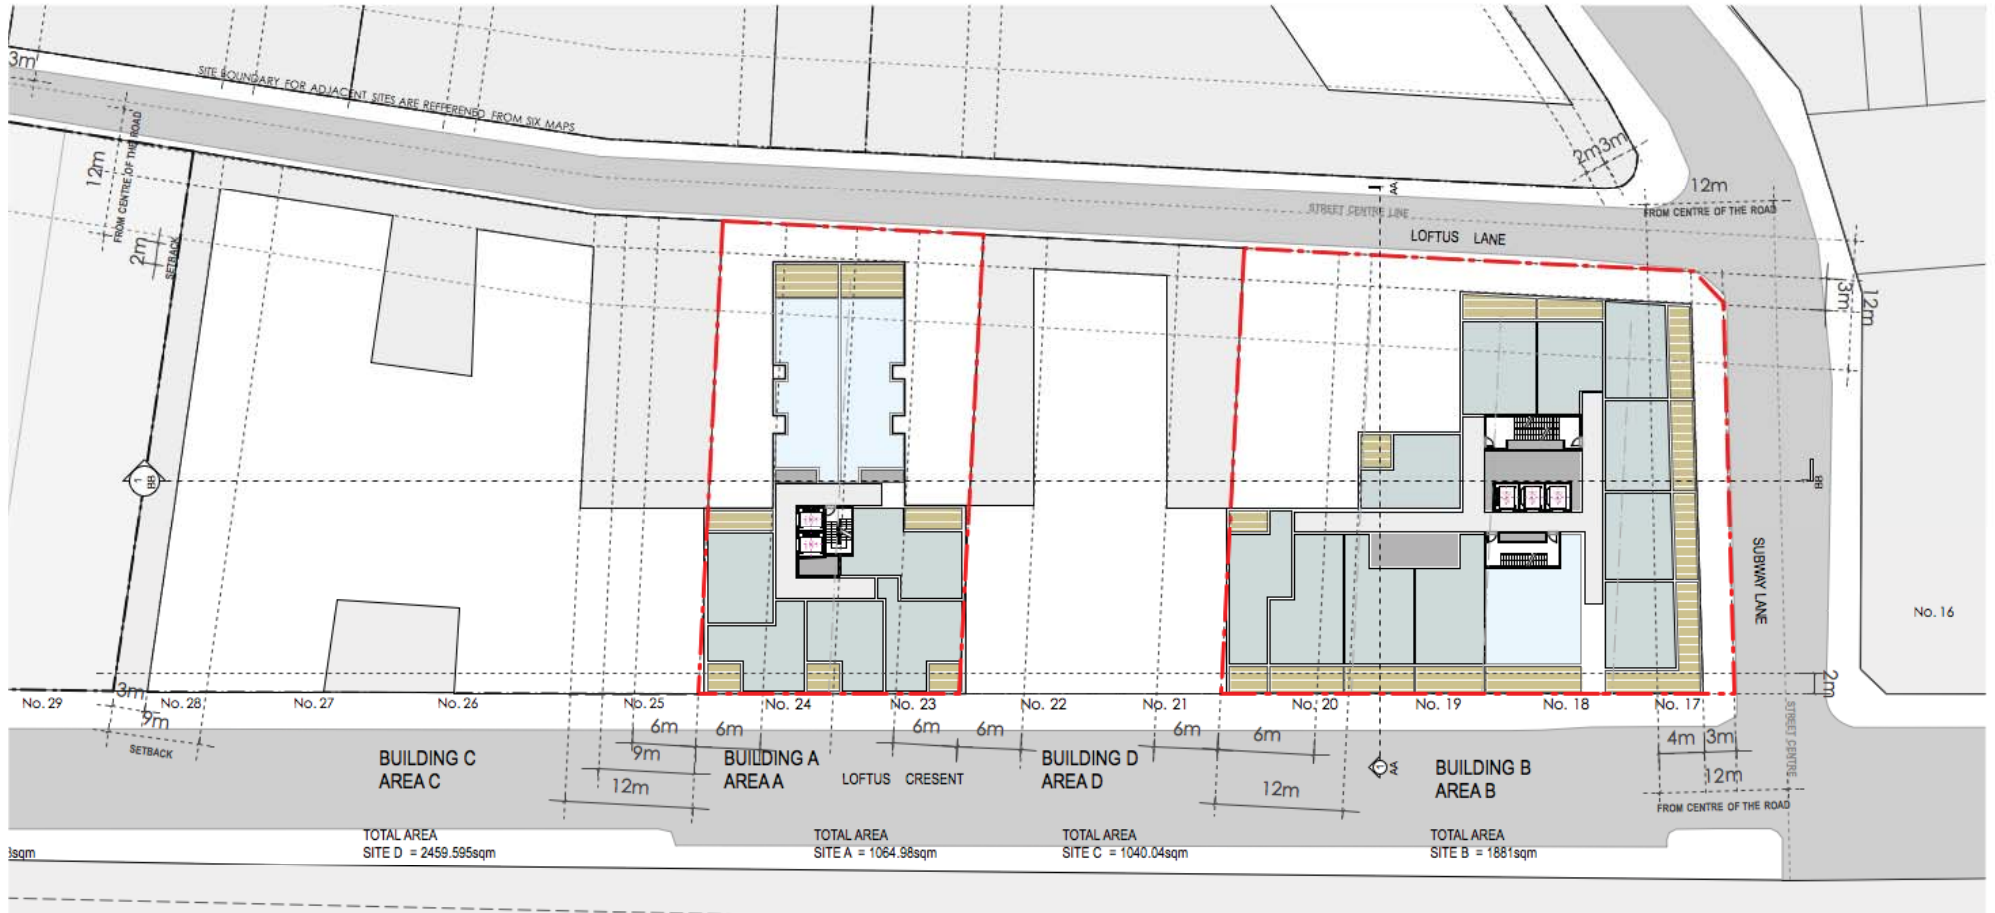 3m
SITE BOUNDARY FOR ADJACENT SITES ARE REFFERENED FROM SIX MAPS
12m
FROM CENTRE OF THE ROAD
2m
SETBACK
2m
3m
12m
FROM CENTRE OF THE ROAD
AA
STREET CENTRE LINE
LOFTUS LANE
3m
12m
1
BB
BB
SUBWAY LANE
No. 16
2m
3m
No. 29
No. 28
No. 27
No. 26
No. 25
No. 24
No. 23
No. 22
No. 21
No. 20
No. 19
No. 18
No. 17
9m
SETBACK
6m
6m
6m
6m
6m
6m
4m
3m
STREET CENTRE
9m
12m
12m
12m
FROM CENTRE OF THE ROAD
BUILDING C
AREA C
BUILDING A
AREA A
LOFTUS CRESENT
BUILDING D
AREA D
1
AA
BUILDING B
AREA B
TOTAL AREA
SITE D = 2459.595sqm
TOTAL AREA
SITE A = 1064.98sqm
TOTAL AREA
SITE C = 1040.04sqm
TOTAL AREA
SITE B = 1881sqm
sqm